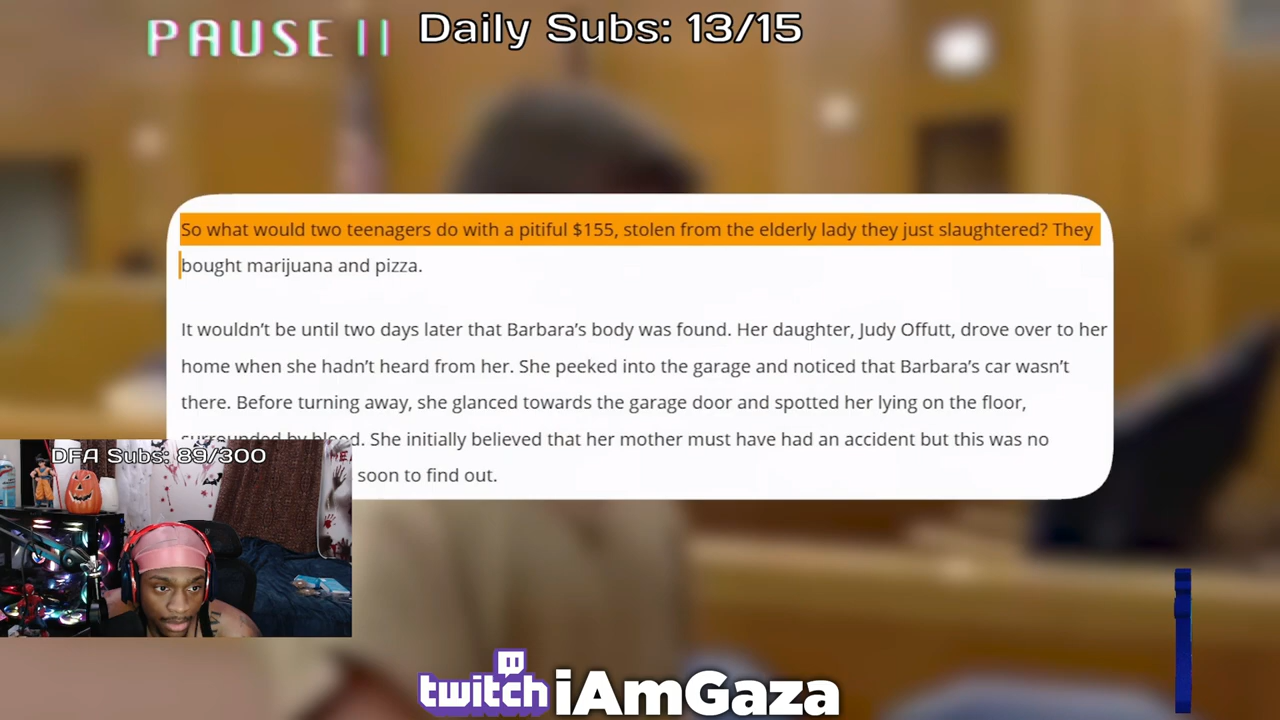 PAUSE II
Daily Subs: 13/15
So what would two teenagers do with a pitiful $155, stolen from the elderly lady they just slaughtered? They
bought marijuana and pizza.
It wouldn't be until two days later that Barbara's body was found. Her daughter, Judy Offutt, drove over to her
home when she hadn't heard from her. She peeked into the garage and noticed that Barbara's car wasn't
there. Before turning away, she glanced towards the garage door and spotted her lying on the floor,
surrounded by blood. She initially believed that her mother must have had an accident but this was no
soon to find out.
DFA Subs: 89/300
twitch iAmGaza